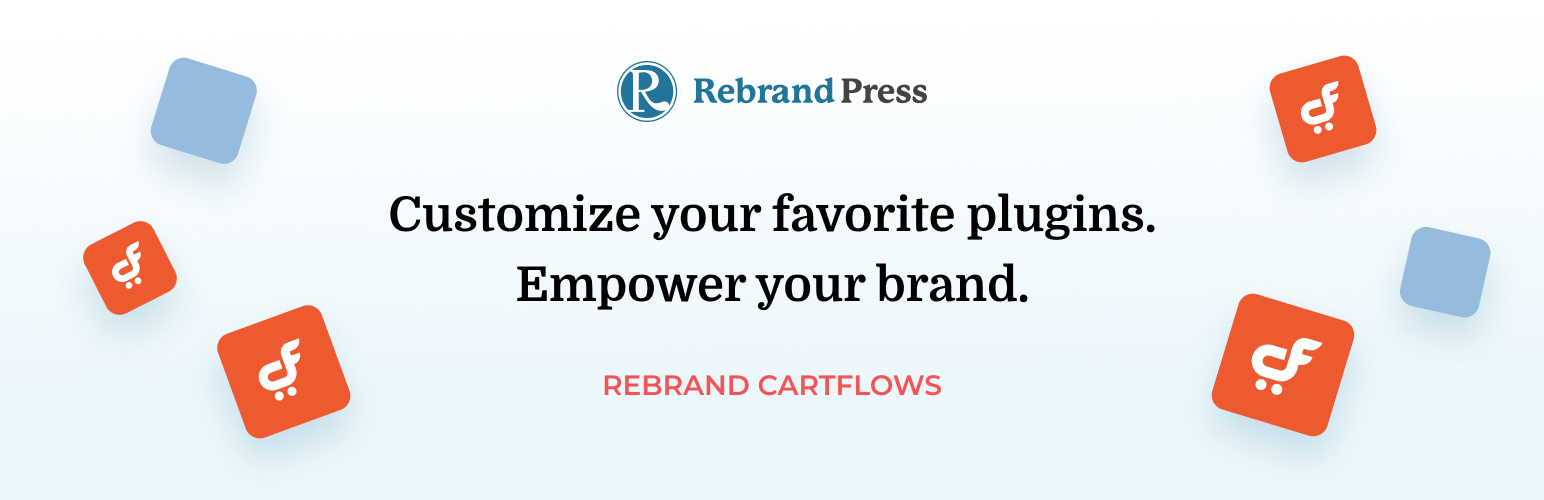 Rebrand Press
Customize your favorite plugins.
Empower your brand.
REBRAND CARTFLOWS